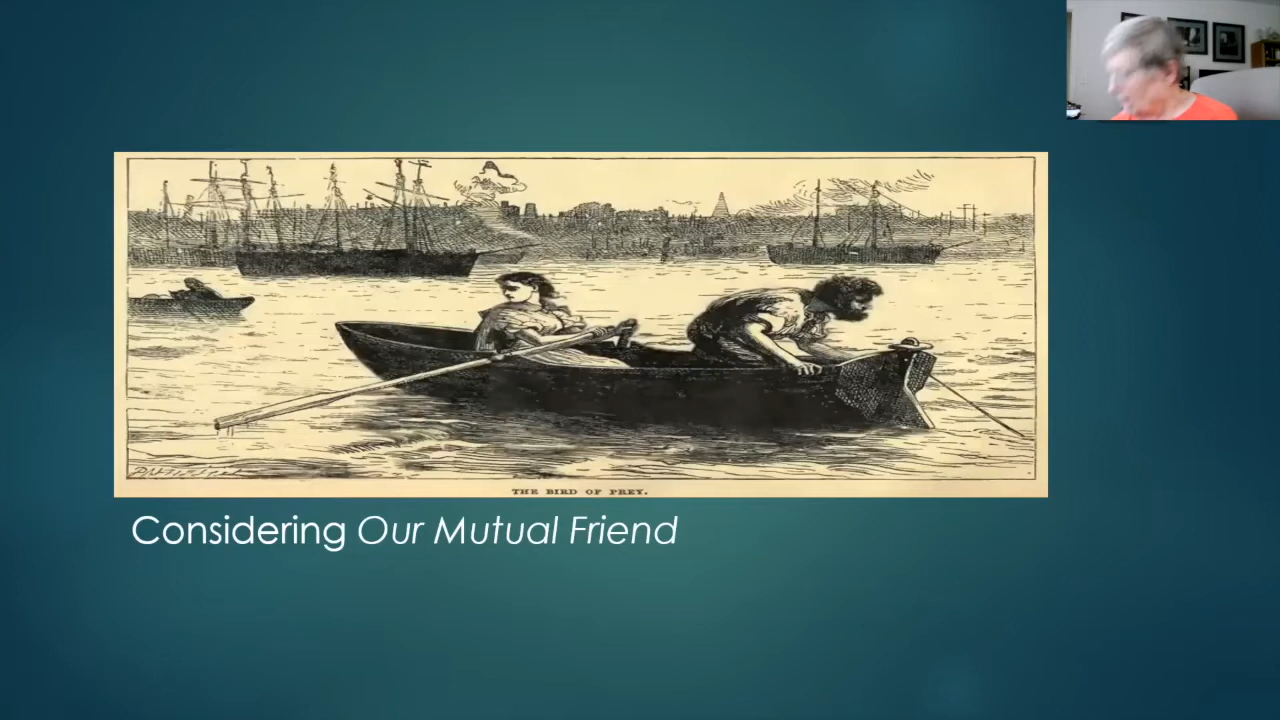 THE BIRD OF PREY.
Considering Our Mutual Friend